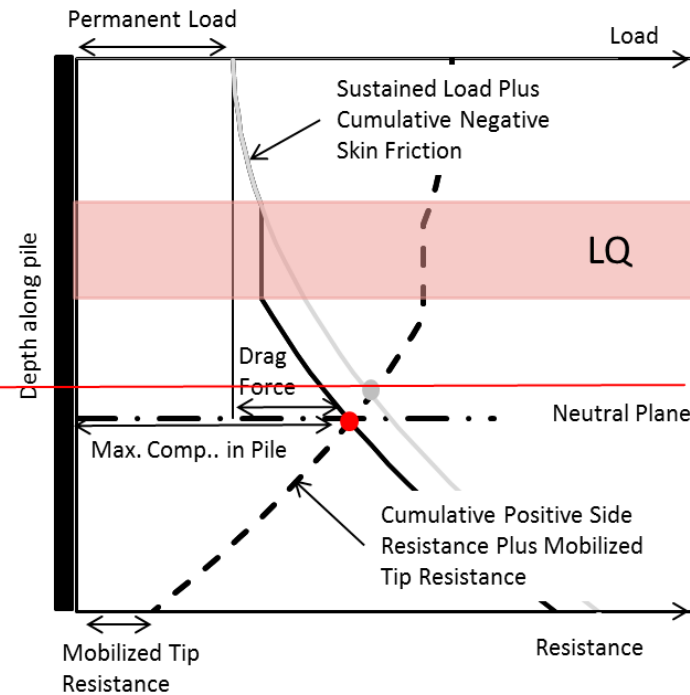 Permanent Load
Load
Sustained Load Plus
Cumulative Negative
Skin Friction
LQ
Depth along pile
Drag
Force
Neutral Plane
Max. Comp.. in Pile
Cumulative Positive Side
Resistance Plus Mobilized
Tip Resistance
Mobilized Tip
Resistance
Resistance